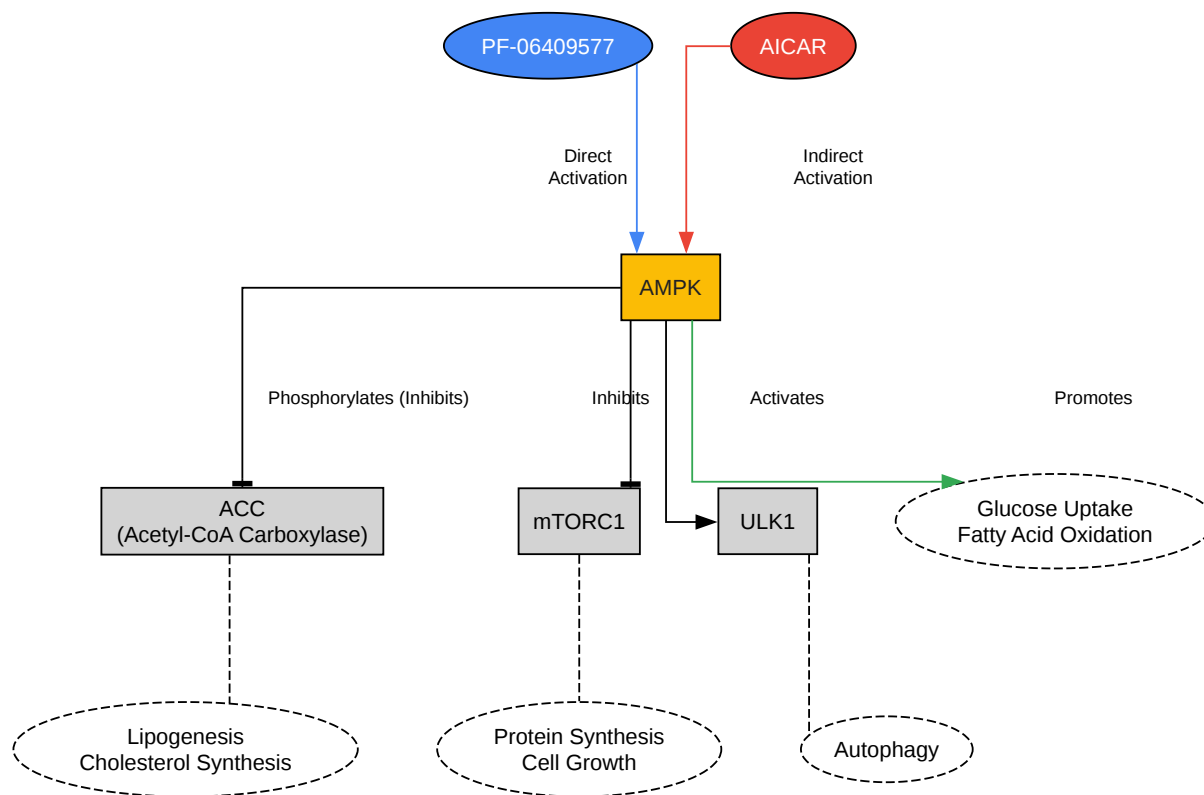 PF-06409577
AICAR
Direct
Activation
Indirect
Activation
AMPK
Phosphorylates (Inhibits)
Inhibits
Activates
Promotes
ACC
(Acetyl-CoA Carboxylase)
mTORC1
ULK1
Glucose Uptake
Fatty Acid Oxidation
Lipogenesis
Cholesterol Synthesis
Protein Synthesis
Cell Growth
Autophagy